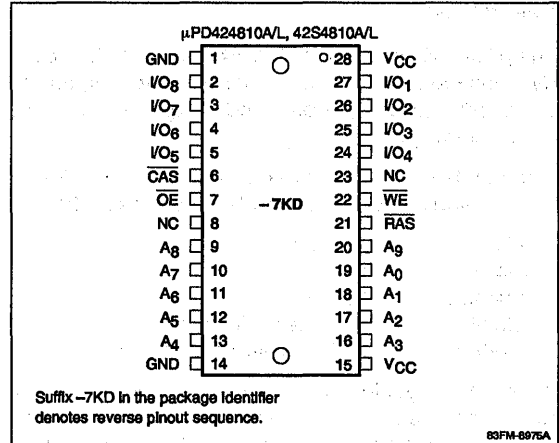 μPD424810A/L, 42S4810A/L
GND 1 28 VCC
I/O8 2 27 I/O1
I/O7 3 26 I/O2
I/O6 4 25 I/O3
I/O5 5 24 I/O4
CAS 6 23 NC
OE 7 –7KD 22 WE
NC 8 21 RAS
A8 9 20 A9
A7 10 19 A0
A6 11 18 A1
A5 12 17 A2
A4 13 16 A3
GND 14 15 VCC
Suffix –7KD in the package identifier
denotes reverse pinout sequence.
83FM-8975A